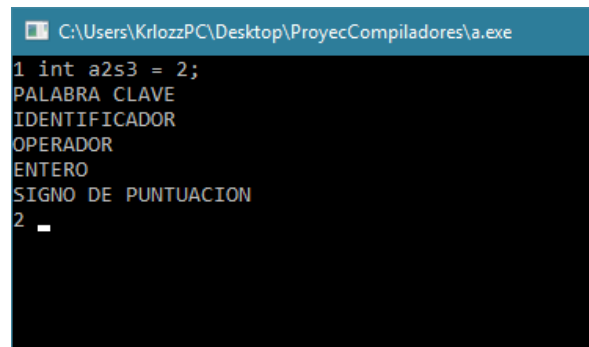 C:\Users\KrlozzPC\Desktop\ProyecCompiladores\a.exe
1 int a2s3 = 2;
PALABRA CLAVE
IDENTIFICADOR
OPERADOR
ENTERO
SIGNO DE PUNTUACION
2